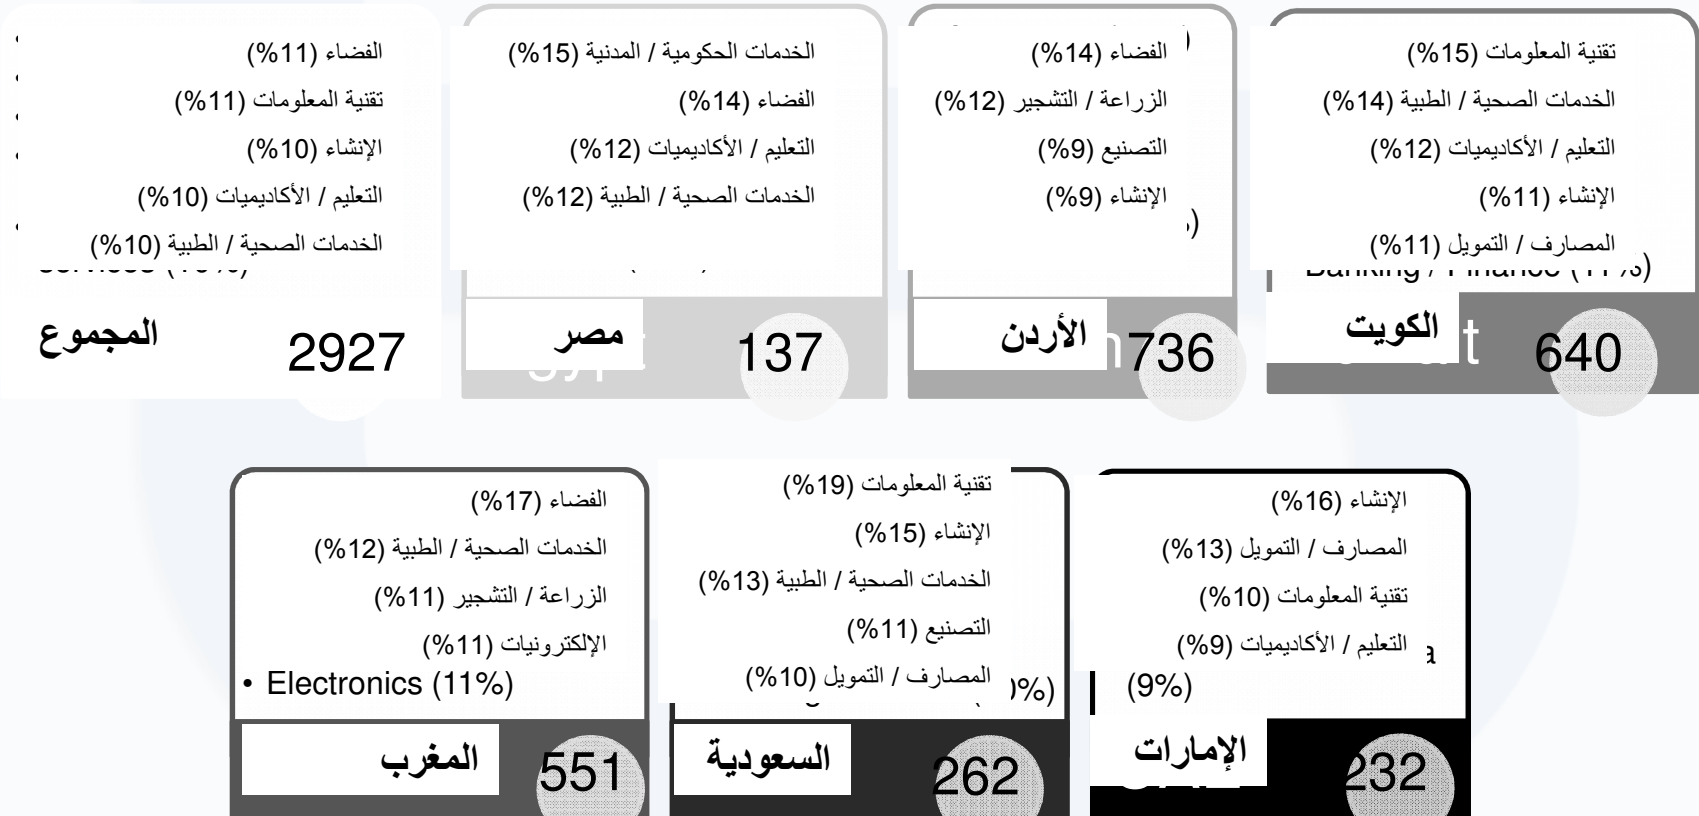 تقنية المعلومات (15%)
الخدمات الصحية / الطبية (14%)
التعليم / الأكاديميات (12%)
الإنشاء (11%)
المصارف / التمويل (11%)
الكويت
640
الفضاء (14%)
الزراعة / التشجير (12%)
التصنيع (9%)
الإنشاء (9%)
الأردن
736
الخدمات الحكومية / المدنية (15%)
الفضاء (14%)
التعليم / الأكاديميات (12%)
الخدمات الصحية / الطبية (12%)
مصر
137
الفضاء (11%)
تقنية المعلومات (11%)
الإنشاء (10%)
التعليم / الأكاديميات (10%)
الخدمات الصحية / الطبية (10%)
المجموع
2927
الإنشاء (16%)
المصارف / التمويل (13%)
تقنية المعلومات (10%)
التعليم / الأكاديميات (9%)
(9%)
الإمارات
232
تقنية المعلومات (19%)
الإنشاء (15%)
الخدمات الصحية / الطبية (13%)
التصنيع (11%)
المصارف / التمويل (10%)
السعودية
262
الفضاء (17%)
الخدمات الصحية / الطبية (12%)
الزراعة / التشجير (11%)
الإلكترونيات (11%)
• Electronics (11%)
المغرب
551